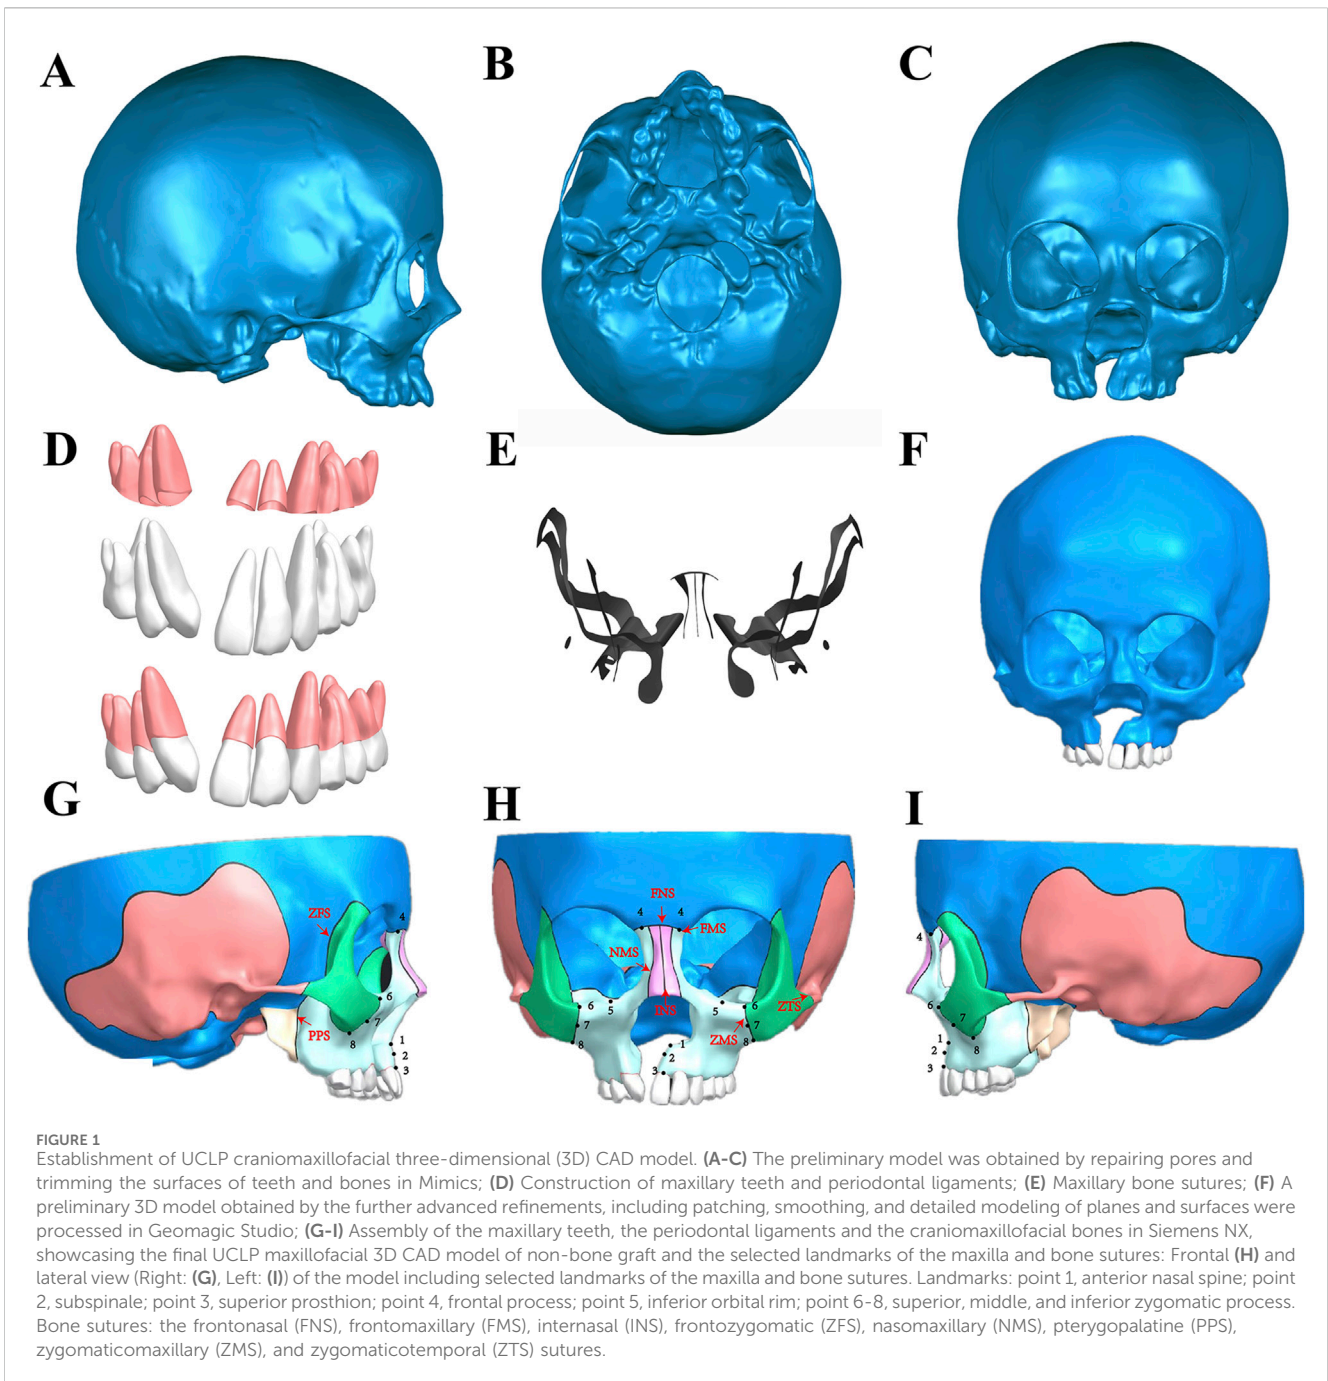 A
B
C
D
E
F
G
H
I
ZFS
4
6
7
8
PPS
1
2
3
FNS
4
4
FMS
NMS
INS
ZTS
6
5
5
6
7
ZMS
7
8
8
1
2
3
4
6
7
8
1
2
3
FIGURE 1
Establishment of UCLP craniomaxillofacial three-dimensional (3D) CAD model. (A-C) The preliminary model was obtained by repairing pores and
trimming the surfaces of teeth and bones in Mimics; (D) Construction of maxillary teeth and periodontal ligaments; (E) Maxillary bone sutures; (F) A
preliminary 3D model obtained by the further advanced refinements, including patching, smoothing, and detailed modeling of planes and surfaces were
processed in Geomagic Studio; (G-I) Assembly of the maxillary teeth, the periodontal ligaments and the craniomaxillofacial bones in Siemens NX,
showcasing the final UCLP maxillofacial 3D CAD model of non-bone graft and the selected landmarks of the maxilla and bone sutures: Frontal (H) and
lateral view (Right: (G), Left: (I)) of the model including selected landmarks of the maxilla and bone sutures. Landmarks: point 1, anterior nasal spine; point
2, subspinale; point 3, superior prosthion; point 4, frontal process; point 5, inferior orbital rim; point 6-8, superior, middle, and inferior zygomatic process.
Bone sutures: the frontonasal (FNS), frontomaxillary (FMS), internasal (INS), frontozygomatic (ZFS), nasomaxillary (NMS), pterygopalatine (PPS),
zygomaticomaxillary (ZMS), and zygomaticotemporal (ZTS) sutures.